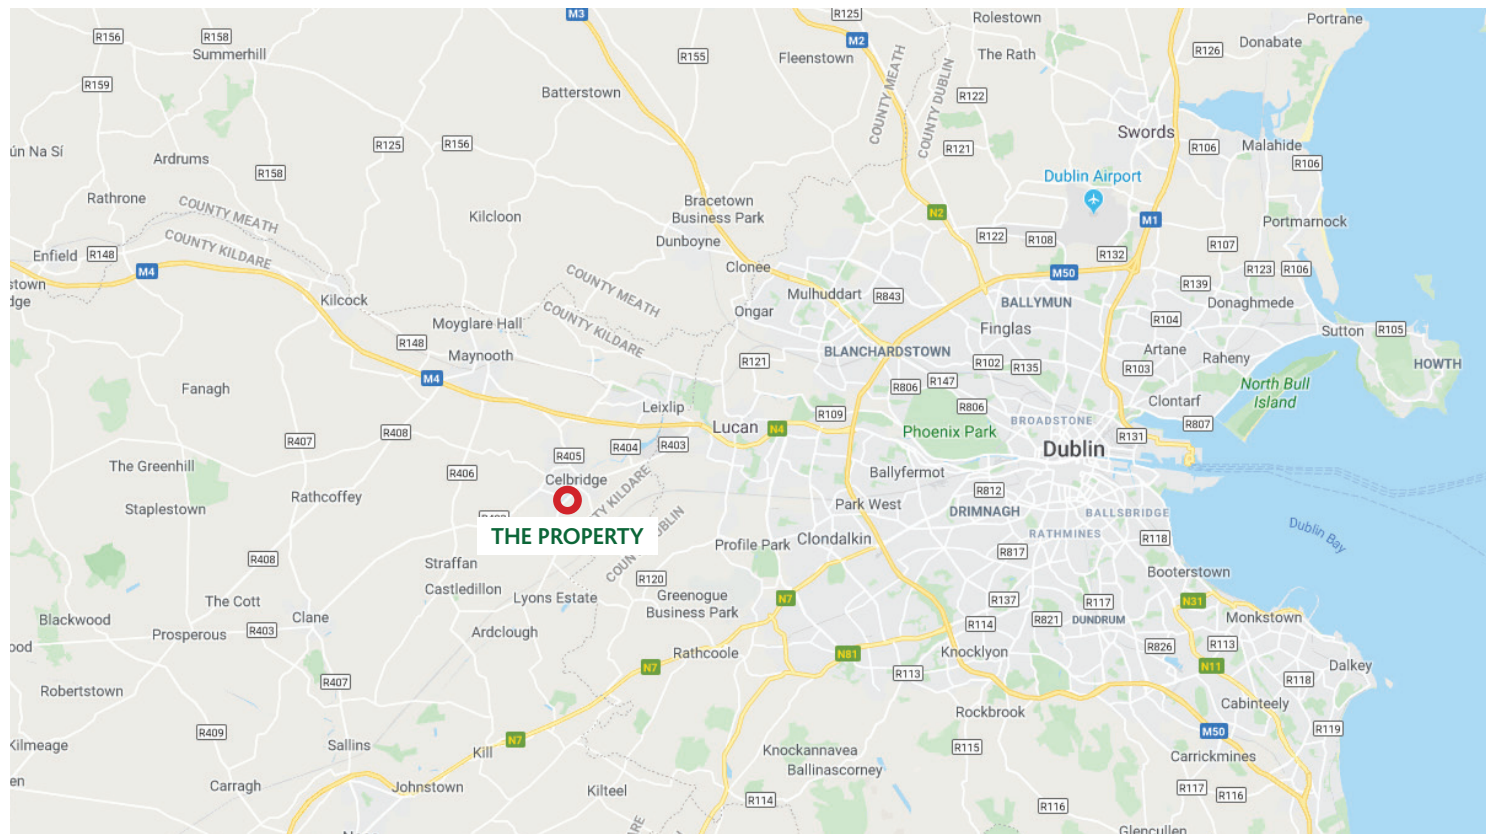 M3
R125
Rolestown
Portrane
R156
R158
Summerhill
R155
M2
Fleenstown
The Rath
R126
Donabate
R159
Batterstown
COUNTY MEATH
COUNTY DUBLIN
R122
Swords
ún Na Sí
Ardrums
R125
R156
R121
R106
Malahide
R158
R106
Dublin Airport
Rathrone
COUNTY MEATH
Kilcloon
Bracetown
Business Park
N2
M1
Portmarnock
COUNTY KILDARE
Dunboyne
R122
R108
R107
Enfield
R148
M4
Clonee
R132
M50
R123
R106
stown
dge
Kilcock
COUNTY MEATH
Mulhuddart
R843
R139
BALLYMUN
Donaghmede
COUNTY KILDARE
Ongar
Moyglare Hall
R104
Finglas
Sutton
R105
R148
Maynooth
BLANCHARDSTOWN
Artane
Raheny
R121
R102
R135
R103
HOWTH
M4
Fanagh
R806
R147
North Bull
Island
Leixlip
R109
R806
Clontarf
R407
R408
Lucan
N4
Phoenix Park
BROADSTONE
R807
R131
R404
R403
Dublin
R405
The Greenhill
R406
Celbridge
Ballyfermot
Rathcoffey
R812
Staplestown
Park West
DRIMNAGH
BALLSBRIDGE
TY KILDARE
THE PROPERTY
Dublin Bay
RATHMINES
R118
Profile Park
Clondalkin
R817
R408
Straffan
Booterstown
R120
Castledillon
Lyons Estate
Greenogue
Business Park
N7
R137
R117
N31
The Cott
Blackwood
Clane
R821
DUNDRUM
Monkstown
Prosperous
R403
Ardclough
R114
R826
R113
ood
Rathcoole
N81
Knocklyon
N7
N11
Dalkey
R407
R113
R118
Robertstown
Cabinteely
Rockbrook
R409
M50
R119
Kilmeage
Sallins
Kill
N7
R115
Knockannavea
Carrickmines
Ballinascorney
en
Carragh
Johnstown
Kilteel
R117
R116
R114
R116
Glencullen